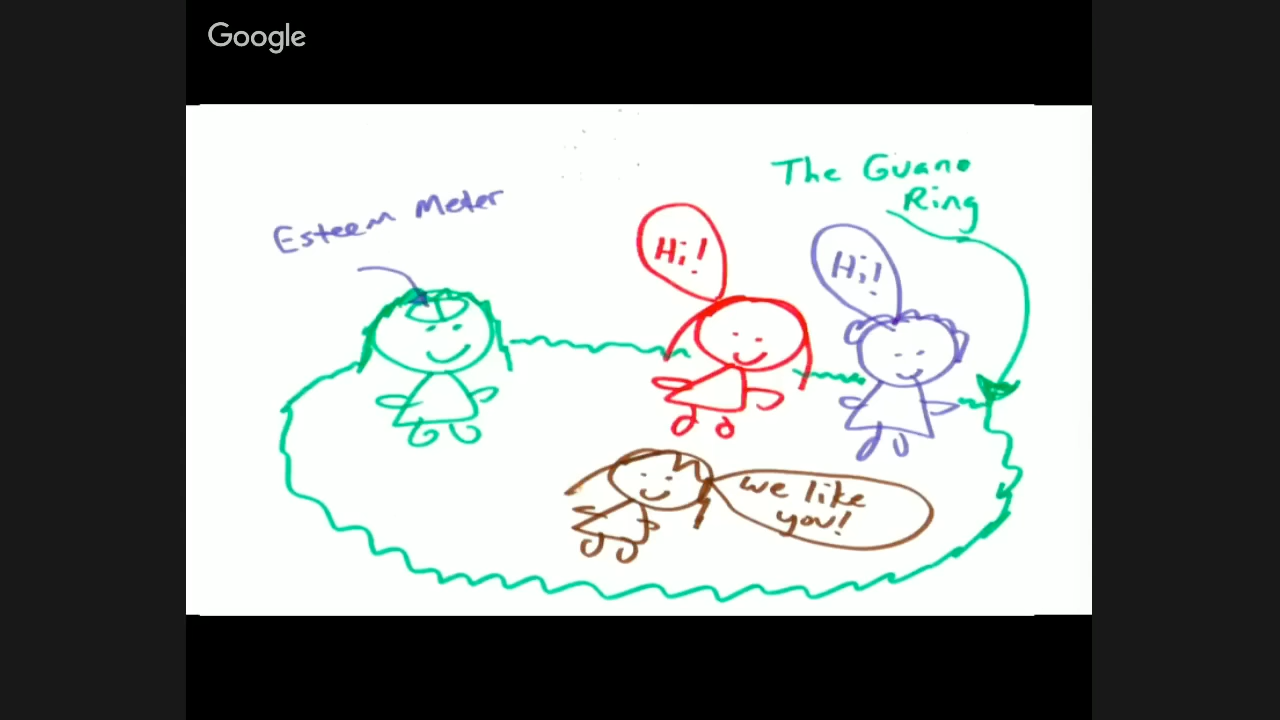 Google
The Guano
Ring
Esteem Meter
Hi!
Hi!
we like
you!